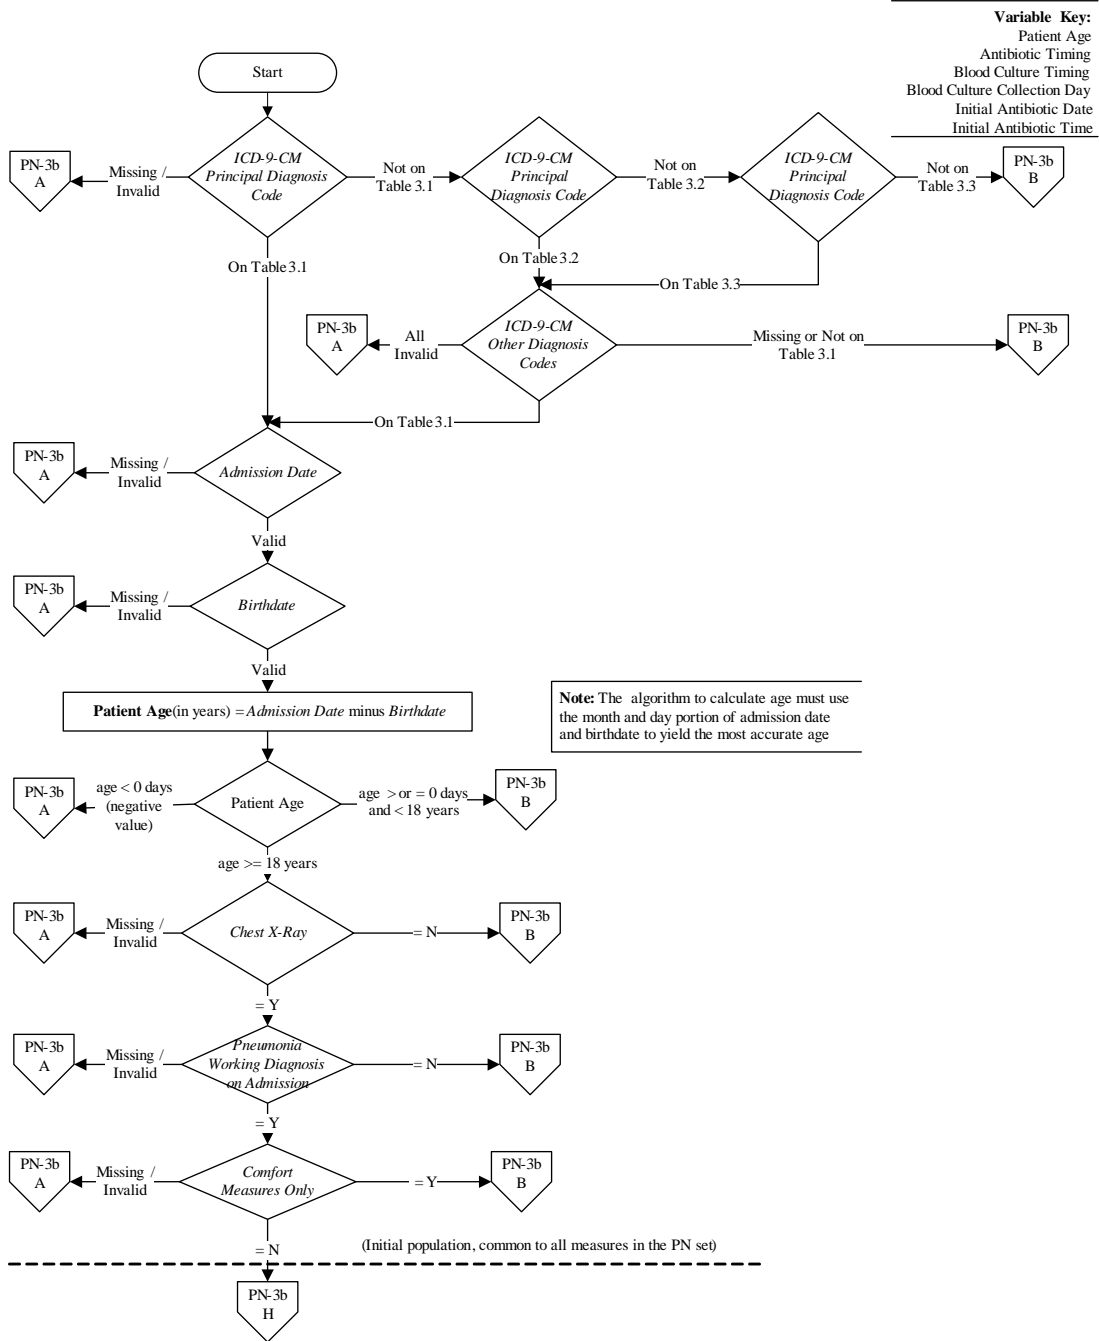 Variable Key:
Patient Age
Antibiotic Timing
Blood Culture Timing
Blood Culture Collection Day
Initial Antibiotic Date
Initial Antibiotic Time
Start
PN-3b
A
Missing /
Invalid
ICD-9-CM
Principal Diagnosis
Code
Not on
Table 3.1
ICD-9-CM
Principal
Diagnosis Code
Not on
Table 3.2
ICD-9-CM
Principal
Diagnosis Code
Not on
Table 3.3
PN-3b
B
On Table 3.1
On Table 3.2
On Table 3.3
PN-3b
A
All
Invalid
ICD-9-CM
Other Diagnosis
Codes
Missing or Not on
Table 3.1
PN-3b
B
On Table 3.1
PN-3b
A
Missing /
Invalid
Admission Date
Valid
PN-3b
A
Missing /
Invalid
Birthdate
Valid
Patient Age(in years) = Admission Date minus Birthdate
Note: The algorithm to calculate age must use
the month and day portion of admission date
and birthdate to yield the most accurate age
PN-3b
A
age < 0 days
(negative
value)
Patient Age
age > or = 0 days
and < 18 years
PN-3b
B
age >= 18 years
PN-3b
A
Missing /
Invalid
Chest X-Ray
= N
PN-3b
B
= Y
PN-3b
A
Missing /
Invalid
Pneumonia
Working Diagnosis
on Admission
= N
PN-3b
B
= Y
PN-3b
A
Missing /
Invalid
Comfort
Measures Only
= Y
PN-3b
B
= N
(Initial population, common to all measures in the PN set)
PN-3b
H